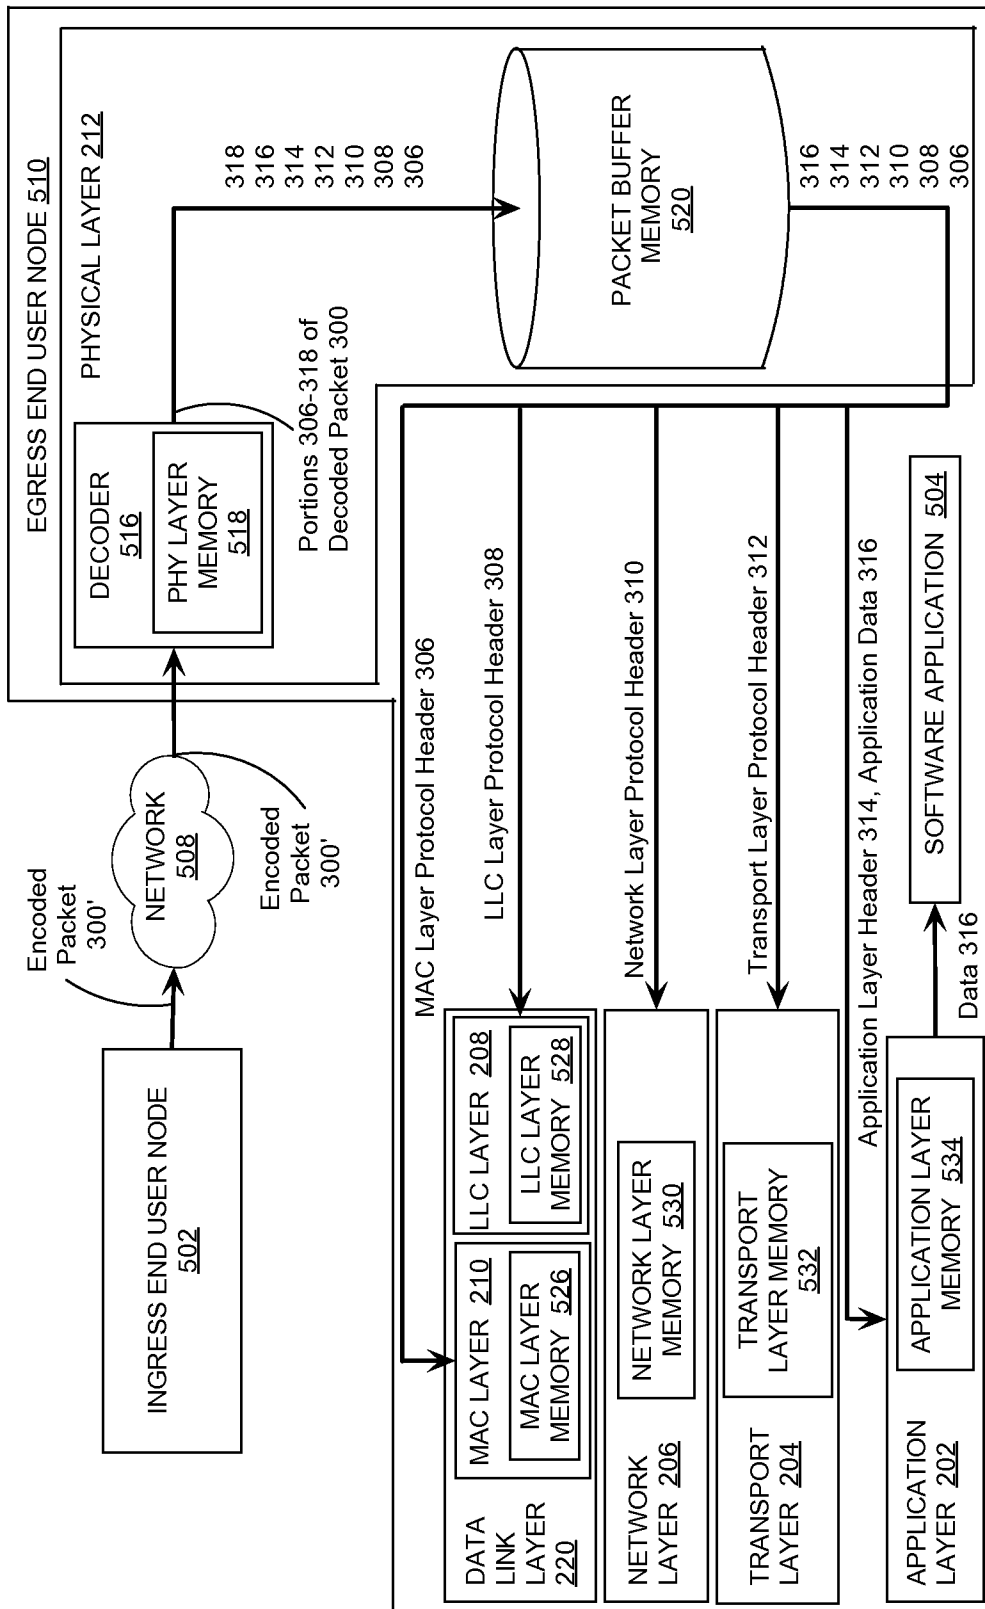 EGRESS END USER NODE 510
PHYSICAL LAYER 212
INGRESS END USER NODE
502
Encoded
Packet
300'
NETWORK
508
Encoded
Packet
300'
DECODER
516
PHY LAYER
MEMORY
518
Portions 306-318 of
Decoded Packet 300
318
316
314
312
310
308
306
PACKET BUFFER
MEMORY
520
316
314
312
310
308
306
MAC Layer Protocol Header 306
LLC Layer Protocol Header 308
Network Layer Protocol Header 310
Transport Layer Protocol Header 312
Application Layer Header 314, Application Data 316
DATA
LINK
LAYER
220
MAC LAYER 210
MAC LAYER
MEMORY 526
LLC LAYER 208
LLC LAYER
MEMORY 528
NETWORK
LAYER 206
NETWORK LAYER
MEMORY 530
TRANSPORT
LAYER 204
TRANSPORT
LAYER MEMORY
532
APPLICATION
LAYER 202
APPLICATION LAYER
MEMORY 534
Data 316
SOFTWARE APPLICATION 504